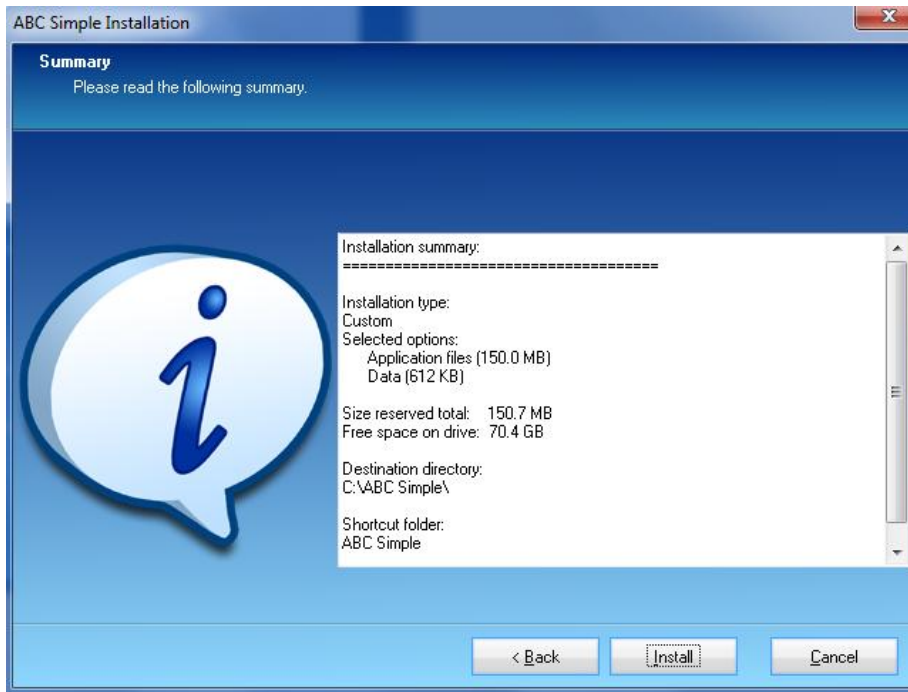 ABC Simple Installation
Summary
Please read the following summary.
Installation summary:
=====================================
Installation type:
Custom
Selected options:
Application files (150.0 MB)
Data (612 KB)
Size reserved total: 150.7 MB
Free space on drive: 70.4 GB
Destination directory:
C:\ABC Simple\
Shortcut folder:
ABC Simple
< Back
Install
Cancel